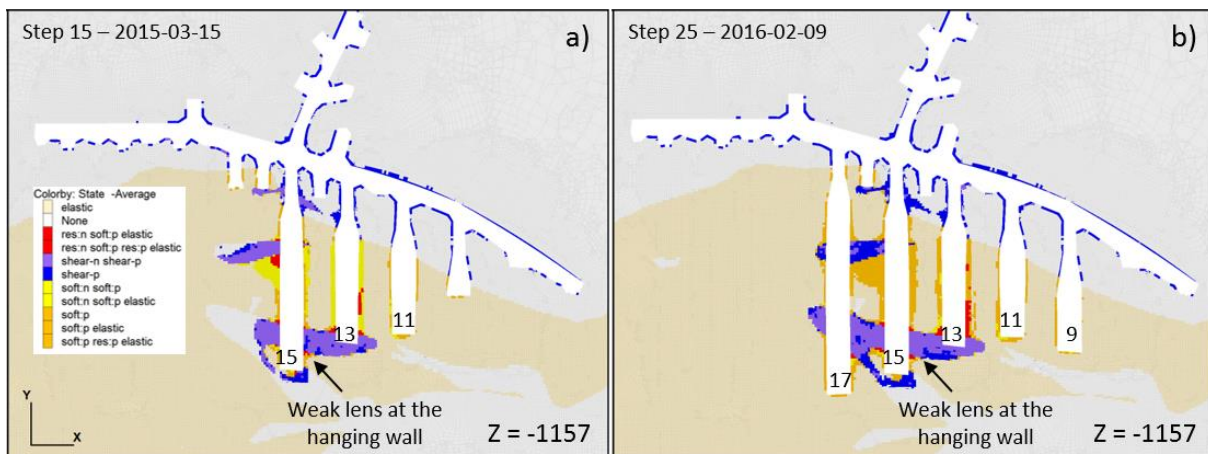 Step 15 – 2015-03-15
a)
Colorby: State -Average
elastic
None
res:n soft:p elastic
res:n soft:p res:p elastic
shear-n shear-p
shear-p
soft:n soft:p
soft:n soft:p elastic
soft:p
soft:p elastic
soft:p res:p elastic
15
13
11
Weak lens at the
hanging wall
Z = -1157
Y
X
Step 25 – 2016-02-09
b)
17
15
13
11
9
Weak lens at the
hanging wall
Z = -1157